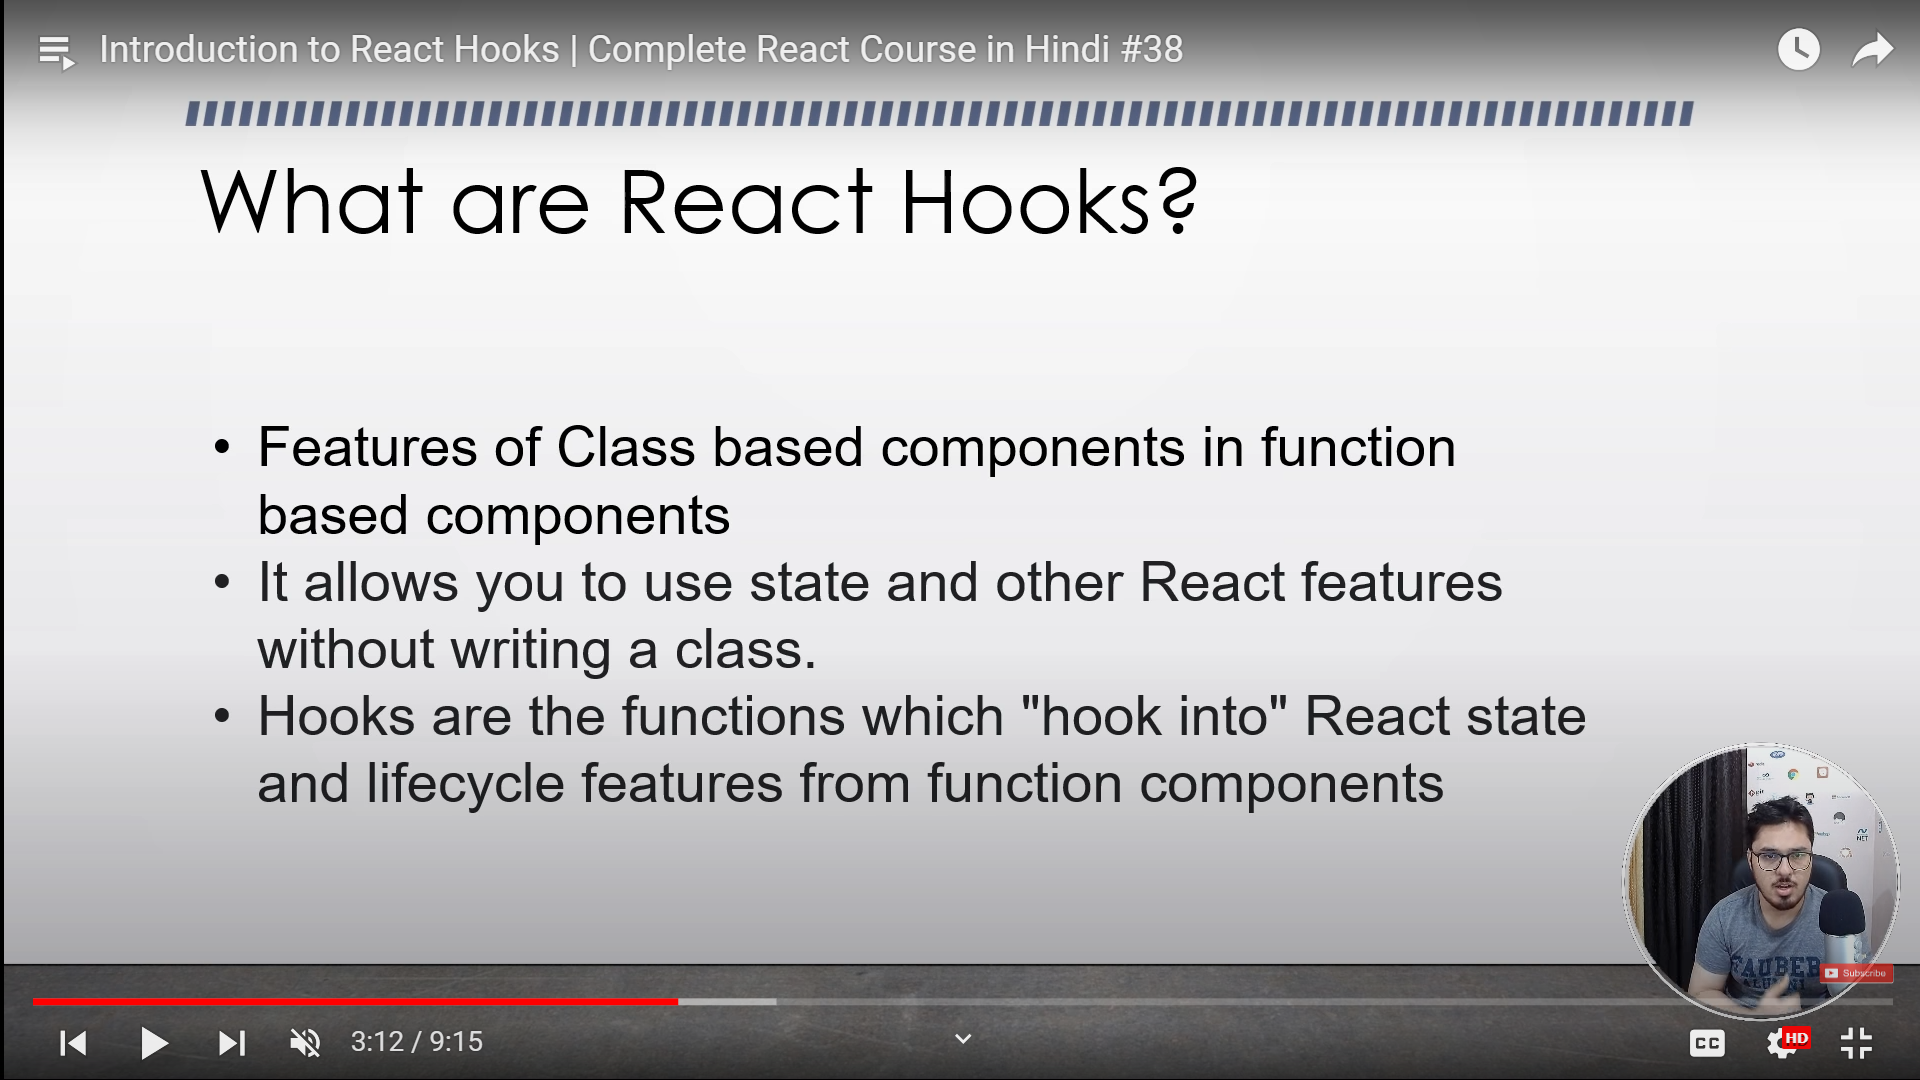 Introduction to React Hooks | Complete React Course in Hindi #38
What are React Hooks?
• Features of Class based components in function
based components
• It allows you to use state and other React features
without writing a class.
• Hooks are the functions which "hook into" React state
and lifecycle features from function components
Subscribe
3:12 / 9:15
CC
HD